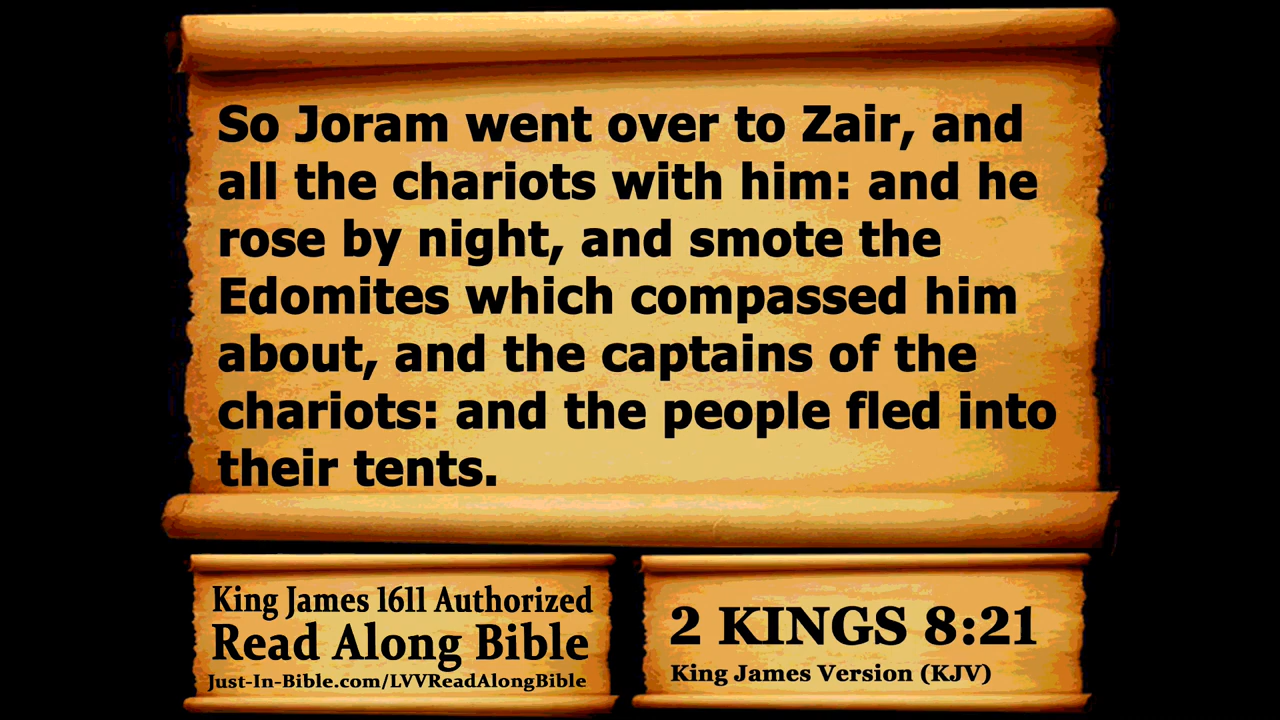 So Joram went over to Zair, and
all the chariots with him: and he
rose by night, and smote the
Edomites which compassed him
about, and the captains of the
chariots: and the people fled into
their tents.
King James 1611 Authorized
Read Along Bible
Just-In-Bible.com/LVVReadAlongBible
2 KINGS 8:21
King James Version (KJV)